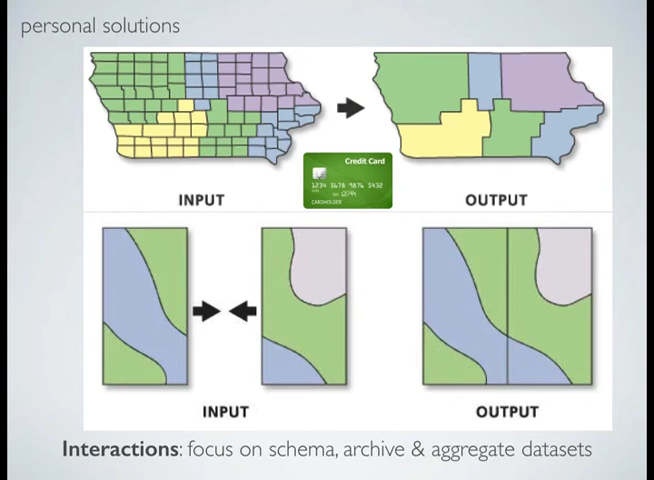 personal solutions
Credit Card
1234 5678 9876 5432
CARDHOLDER
INPUT
OUTPUT
INPUT
OUTPUT
Interactions: focus on schema, archive & aggregate datasets